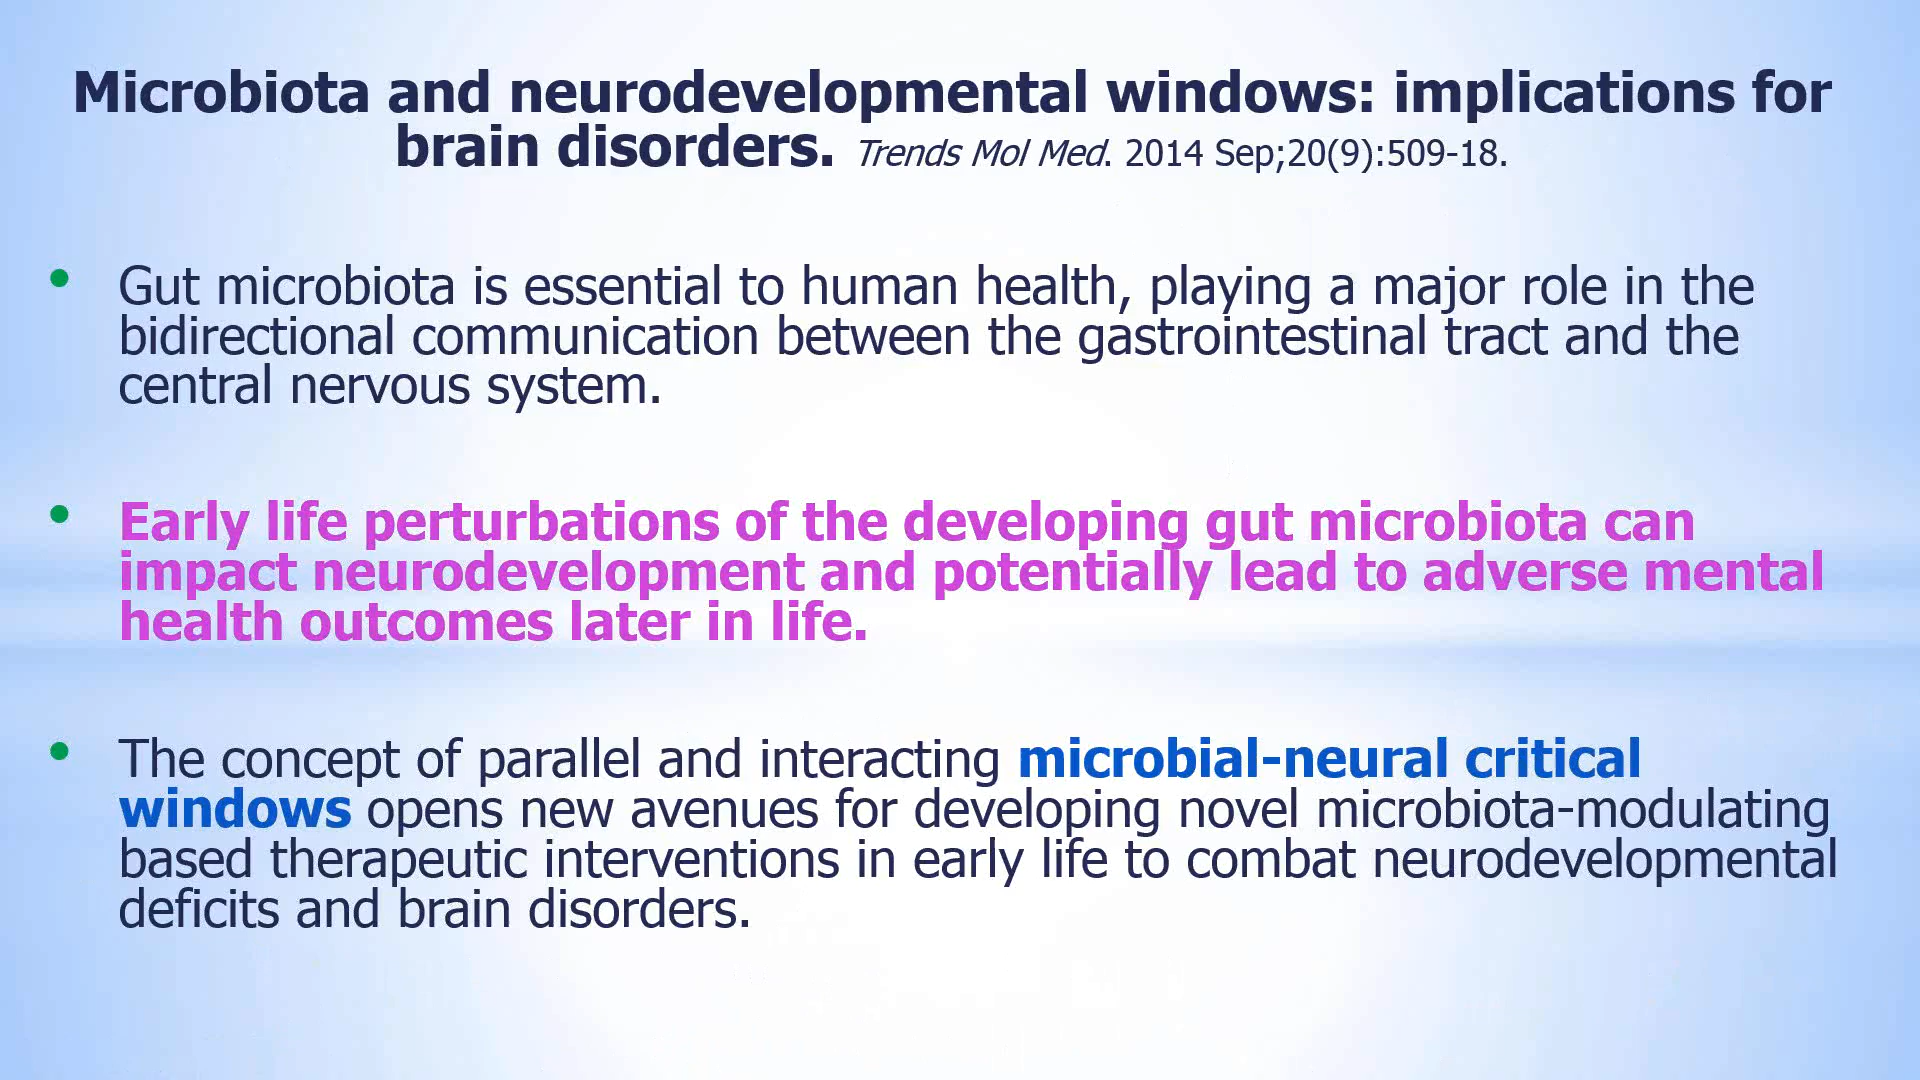 Microbiota and neurodevelopmental windows: implications for
brain disorders. Trends Mol Med. 2014 Sep;20(9):509-18.
• Gut microbiota is essential to human health, playing a major role in the
bidirectional communication between the gastrointestinal tract and the
central nervous system.
• Early life perturbations of the developing gut microbiota can
impact neurodevelopment and potentially lead to adverse mental
health outcomes later in life.
• The concept of parallel and interacting microbial-neural critical
windows opens new avenues for developing novel microbiota-modulating
based therapeutic interventions in early life to combat neurodevelopmental
deficits and brain disorders.